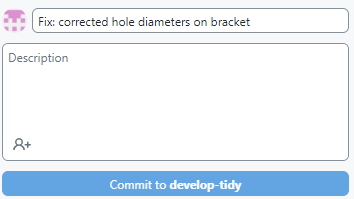 Fix: corrected hole diameters on bracket
Description
Commit to develop-tidy